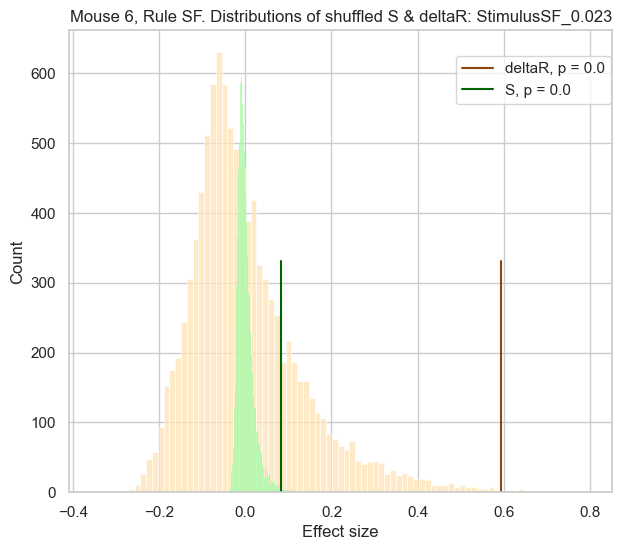 Mouse 6, Rule SF. Distributions of shuffled S & deltaR: StimulusSF_0.023
deltaR, p = 0.0
S, p = 0.0
600
500
400
300
200
100
0
Count
−0.4 −0.2 0.0 0.2 0.4 0.6 0.8
Effect size